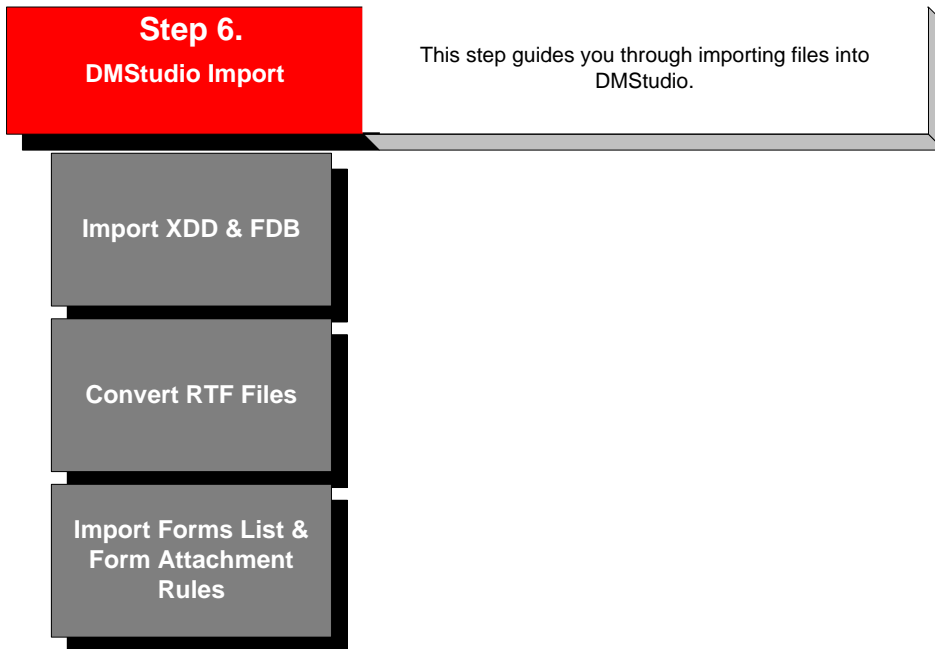 Step 6.
DMStudio Import
This step guides you through importing files into
DMStudio.
Import XDD & FDB
Convert RTF Files
Import Forms List &
Form Attachment
Rules